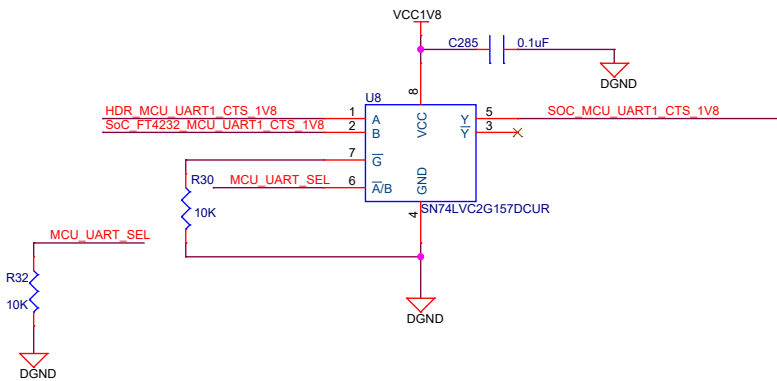 VCC1V8
C285 0.1uF
DGND
U8
8
HDR_MCU_UART1_CTS_1V8 1 A VCC Y 5 SOC_MCU_UART1_CTS_1V8
SoC_FT4232_MCU_UART1_CTS_1V8 2 B Y 3
7 G
R30 MCU_UART_SEL 6 A/B GND
10K
SN74LVC2G157DCUR
4
MCU_UART_SEL
R32
10K
DGND
DGND